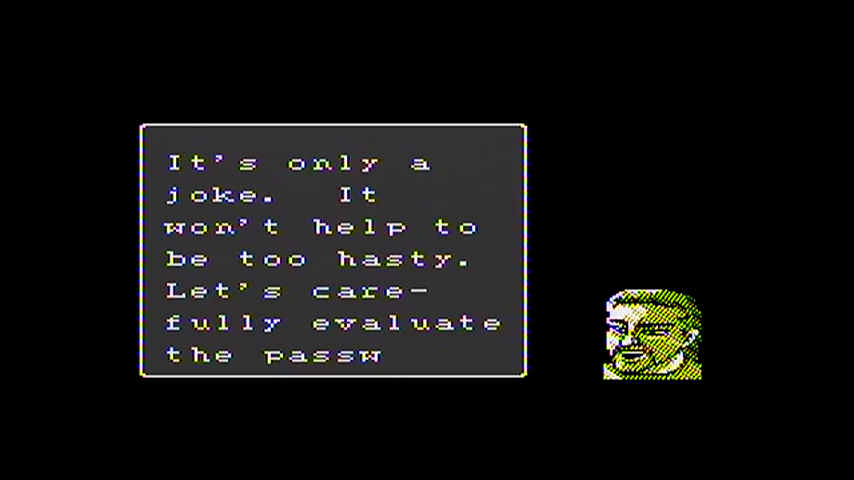 It's only a
joke. It
won't help to
be too hasty.
Let's care-
fully evaluate
the passw